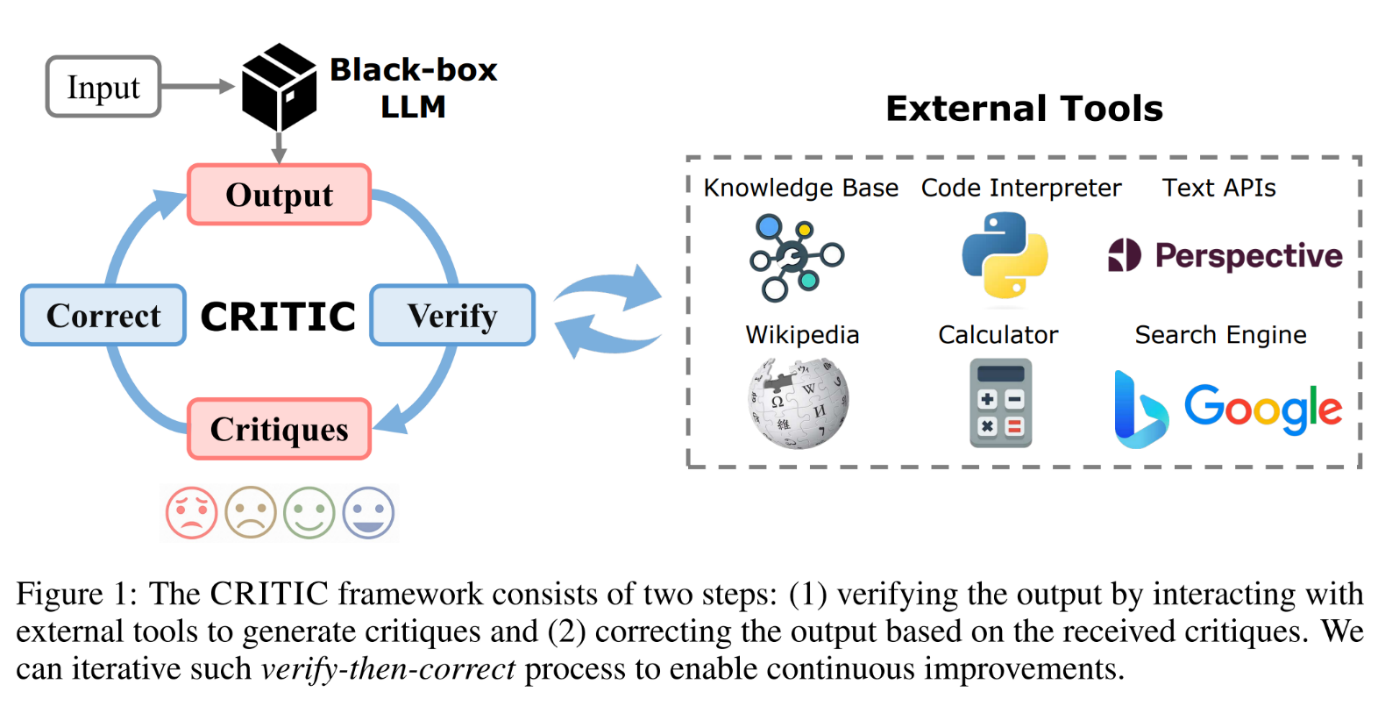 Input
Black-box
LLM
Output
Correct
CRITIC
Verify
Critiques
External Tools
Knowledge Base
Code Interpreter
Text APIs
Perspective
Wikipedia
Calculator
Search Engine
Ω
W
維
И
Google
Figure 1: The CRITIC framework consists of two steps: (1) verifying the output by interacting with
external tools to generate critiques and (2) correcting the output based on the received critiques. We
can iterative such verify-then-correct process to enable continuous improvements.